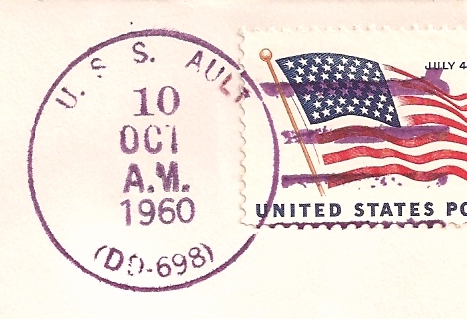 U. S. S. AULT
10
OCT
A.M.
1960
(DD-698)
JULY 4
UNITED STATES PO